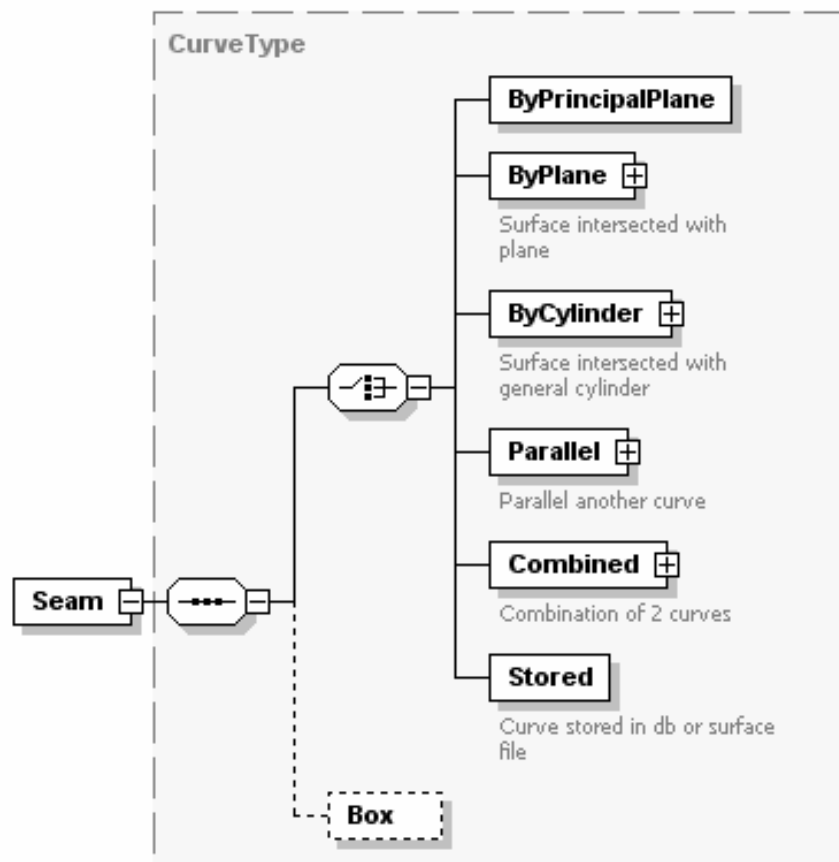 CurveType
ByPrincipalPlane
ByPlane
Surface intersected with
plane
ByCylinder
Surface intersected with
general cylinder
Parallel
Parallel another curve
Combined
Combination of 2 curves
Seam
Stored
Curve stored in db or surface
file
Box